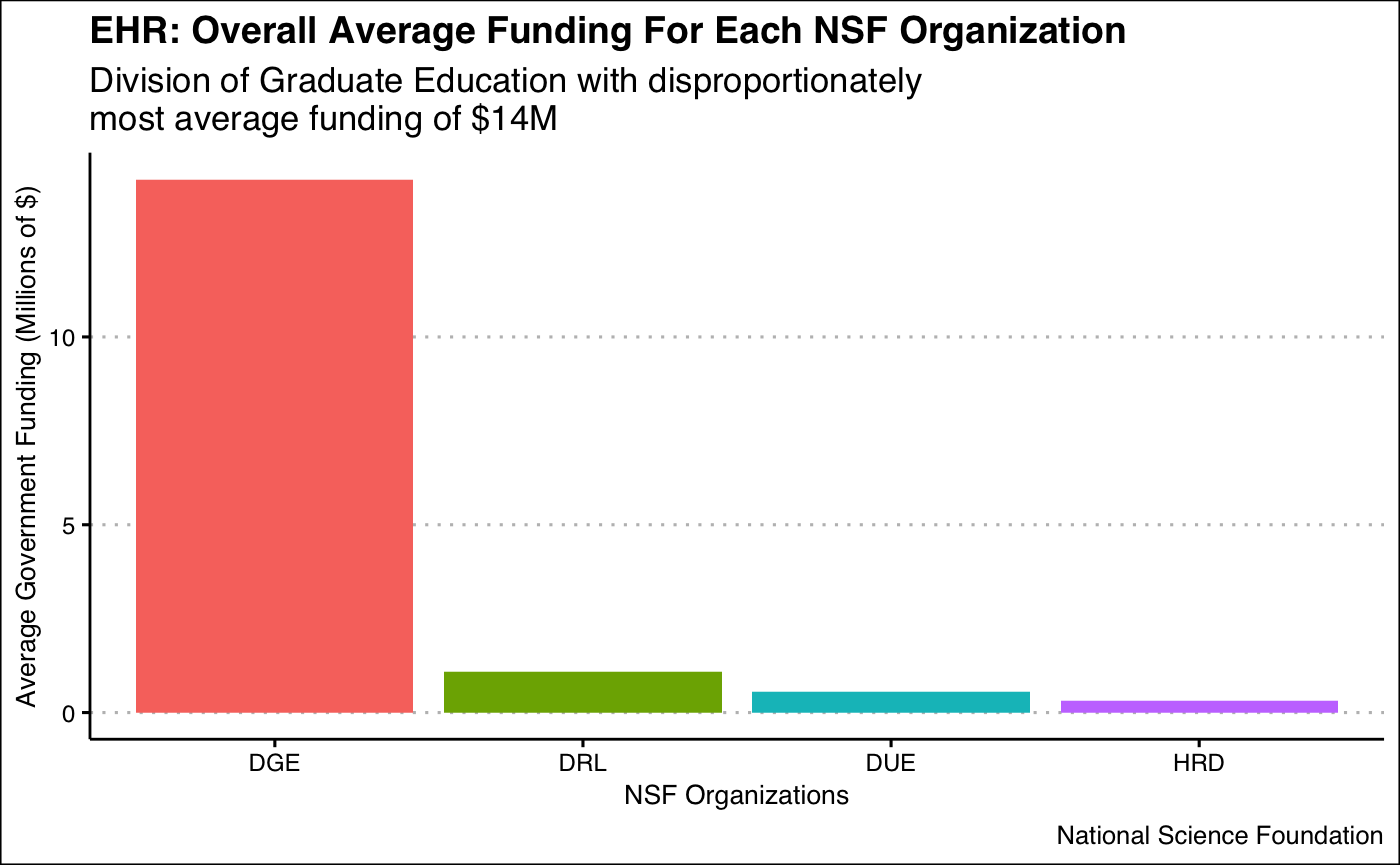 EHR: Overall Average Funding For Each NSF Organization
Division of Graduate Education with disproportionately
most average funding of $14M
Average Government Funding (Millions of $)
10
5
0
DGE
DRL
DUE
HRD
NSF Organizations
National Science Foundation